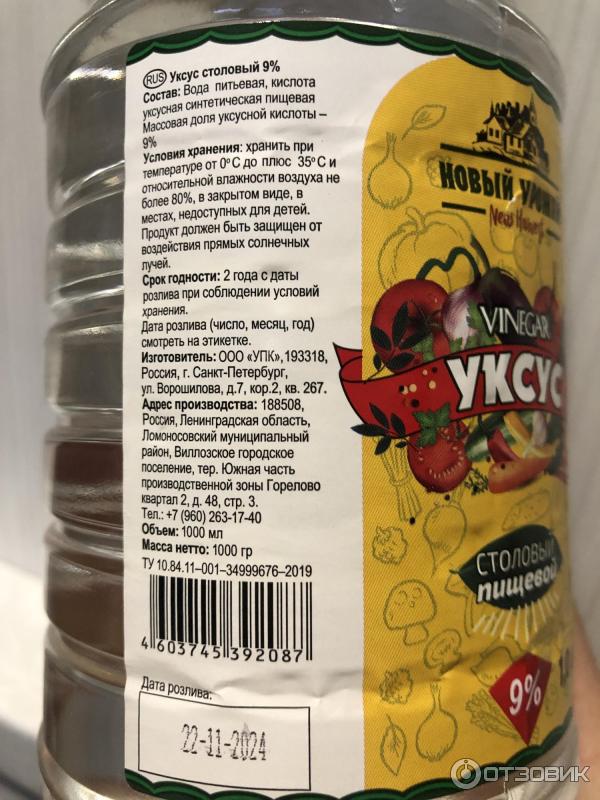 RUS Уксус столовый 9%
Состав: Вода питьевая, кислота
уксусная синтетическая пищевая
Массовая доля уксусной кислоты –
9%
Условия хранения: хранить при
температуре от 0°С до плюс 35°С и
относительной влажности воздуха не
более 80%, в закрытом виде, в
местах, недоступных для детей.
Продукт должен быть защищен от
воздействия прямых солнечных
лучей.
Срок годности: 2 года с даты
розлива при соблюдении условий
хранения.
Дата розлива (число, месяц, год)
смотреть на этикетке.
Изготовитель: ООО «УПК», 193318,
Россия, г. Санкт-Петербург,
ул. Ворошилова, д.7, кор.2, кв. 267.
Адрес производства: 188508,
Россия, Ленинградская область,
Ломоносовский муниципальный
район, Виллозское городское
поселение, тер. Южная часть
производственной зоны Горелово
квартал 2, д. 48, стр. 3.
Тел.: +7 (960) 263-17-40
Объем: 1000 мл
Масса нетто: 1000 гр
ТУ 10.84.11–001–34999676–2019
4 603745 392087
Дата розлива:
22-11-2024
НОВЫЙ
New Harvest
VINEGAR
УКСУС
СТОЛОВЫЙ
пищевой
9%
ОТЗОВИК